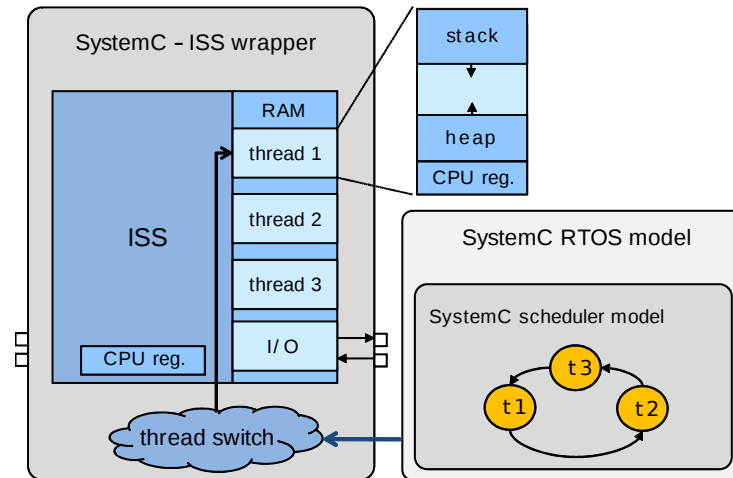 SystemC – ISS wrapper
RAM
thread 1
thread 2
thread 3
I/O
ISS
CPU reg.
thread switch
stack
heap
CPU reg.
SystemC RTOS model
SystemC scheduler model
t3
t1
t2